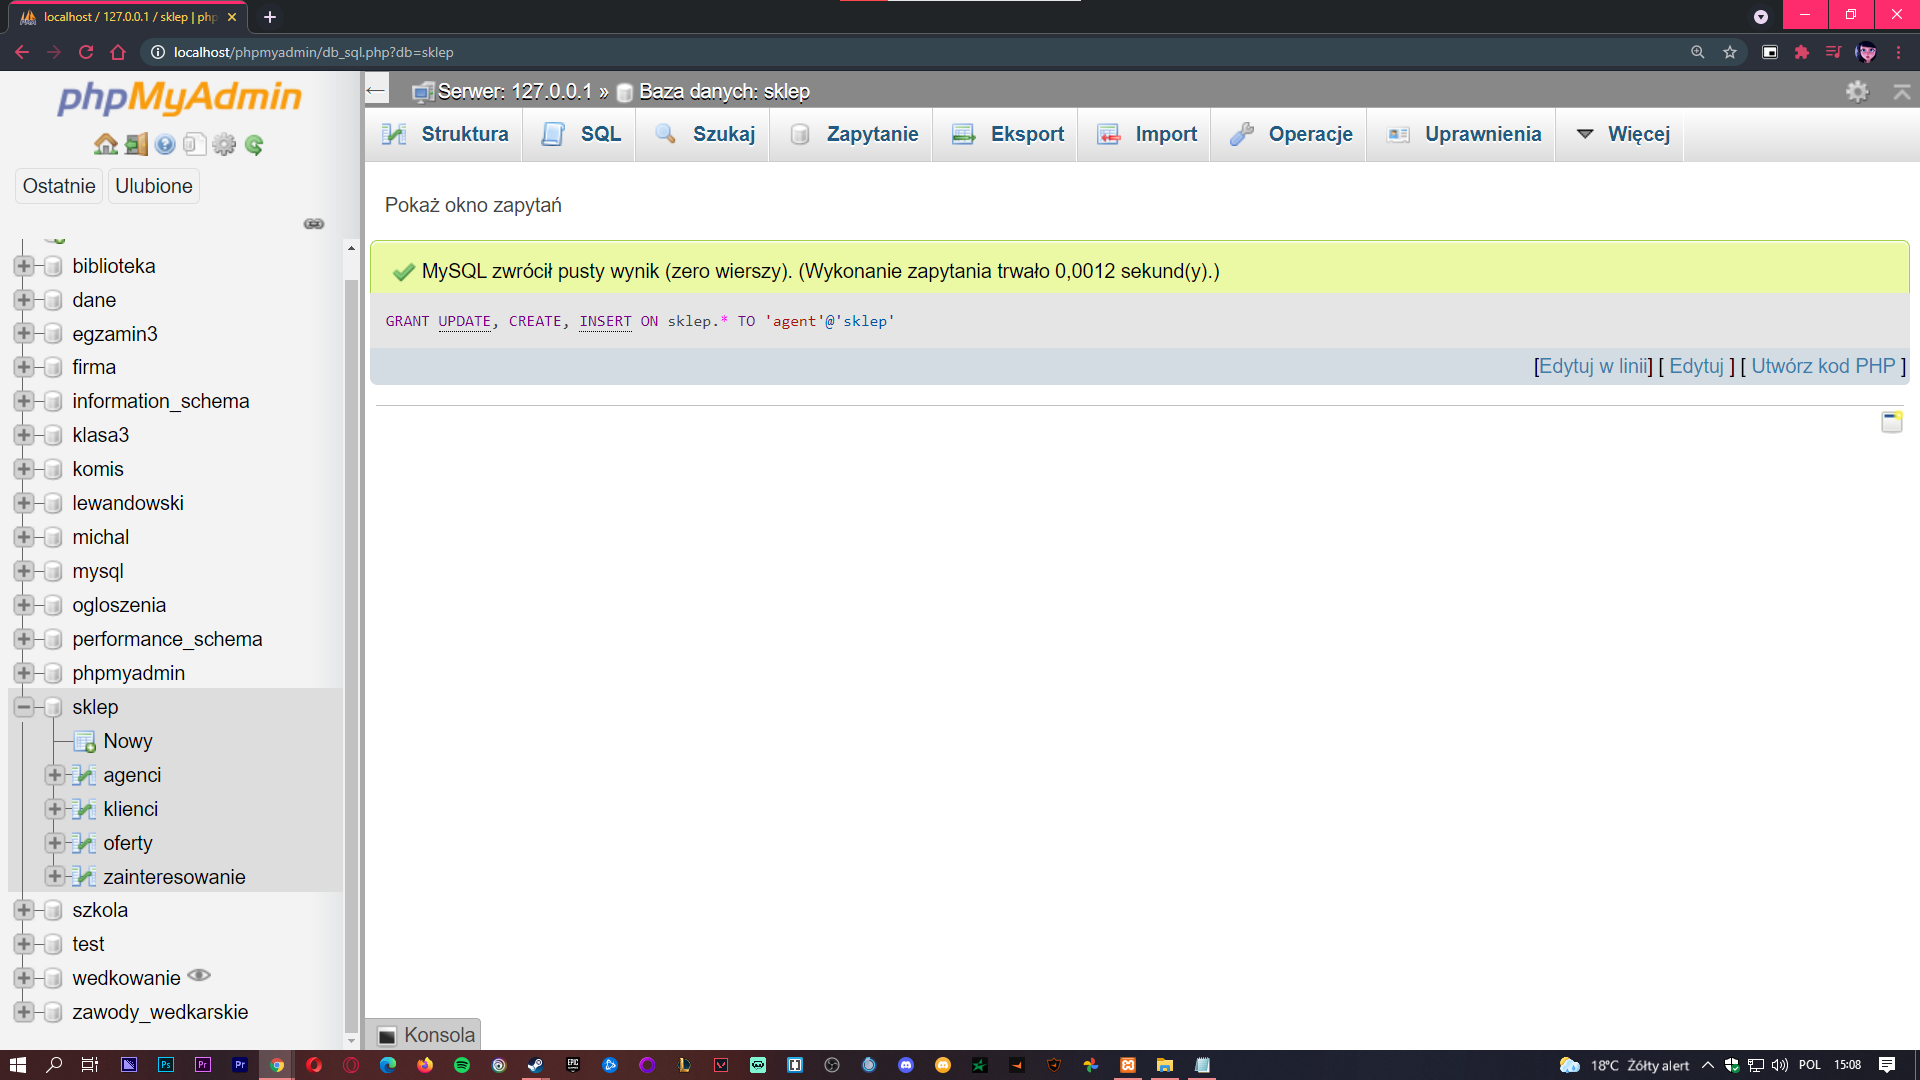 localhost / 127.0.0.1 / sklep | php
localhost/phpmyadmin/db_sql.php?db=sklep
phpMyAdmin
Ostatnie
Ulubione
biblioteka
dane
egzamin3
firma
information_schema
klasa3
komis
lewandowski
michal
mysql
ogloszenia
performance_schema
phpmyadmin
sklep
Nowy
agenci
klienci
oferty
zainteresowanie
szkola
test
wedkowanie
zawody_wedkarskie
Serwer: 127.0.0.1 » Baza danych: sklep
Struktura
SQL
Szukaj
Zapytanie
Eksport
Import
Operacje
Uprawnienia
Więcej
Pokaż okno zapytań
MySQL zwrócił pusty wynik (zero wierszy). (Wykonanie zapytania trwało 0,0012 sekund(y).)
GRANT UPDATE, CREATE, INSERT ON sklep.* TO 'agent'@'sklep'
[Edytuj w linii] [ Edytuj ] [ Utwórz kod PHP ]
Konsola
Ps
Pr
Pr
EPIC
18°C Żółty alert
POL
15:08